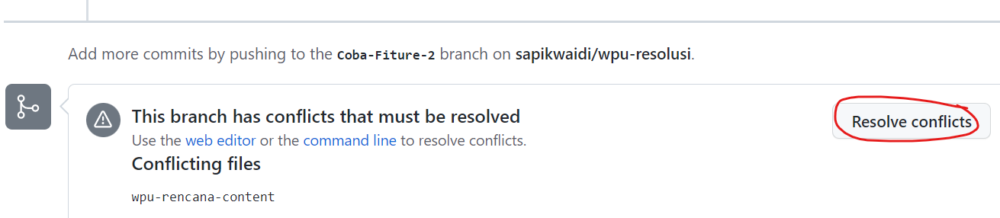 Add more commits by pushing to the Coba-Fiture-2 branch on sapikwaidi/wpu-resolusi.
This branch has conflicts that must be resolved
Resolve conflicts
Use the web editor or the command line to resolve conflicts.
Conflicting files
wpu-rencana-content